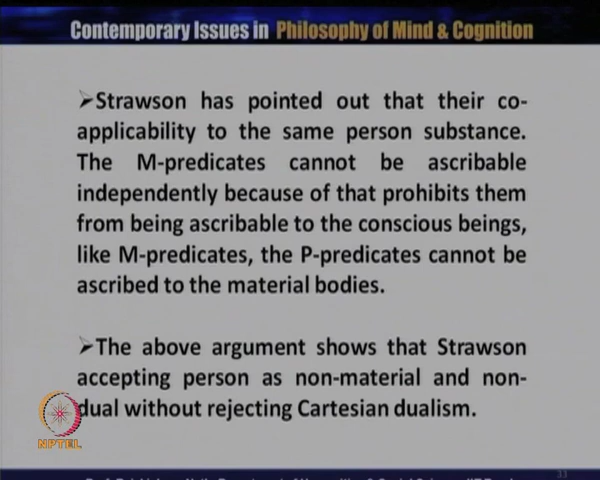 Contemporary Issues in Philosophy of Mind & Cognition
➢Strawson has pointed out that their co-
applicability to the same person substance.
The M-predicates cannot be ascribable
independently because of that prohibits them
from being ascribable to the conscious beings,
like M-predicates, the P-predicates cannot be
ascribed to the material bodies.
➢The above argument shows that Strawson
accepting person as non-material and non-
dual without rejecting Cartesian dualism.
NPTEL
33